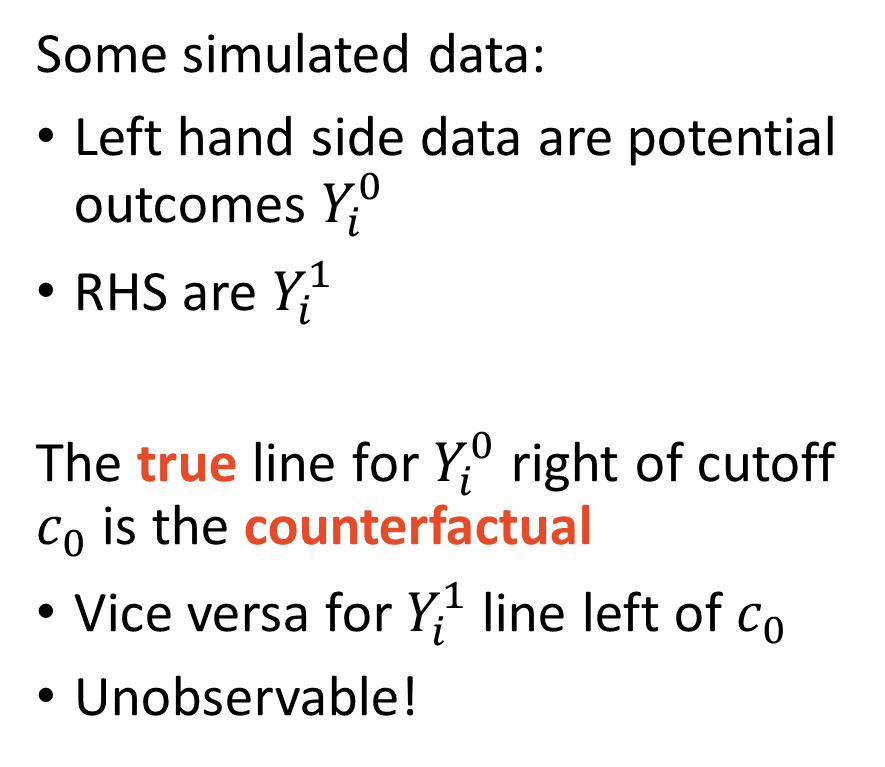 Some simulated data:
• Left hand side data are potential
outcomes $Y_i^0$
• RHS are $Y_i^1$
The true line for $Y_i^0$ right of cutoff
$c_0$ is the counterfactual
• Vice versa for $Y_i^1$ line left of $c_0$
• Unobservable!